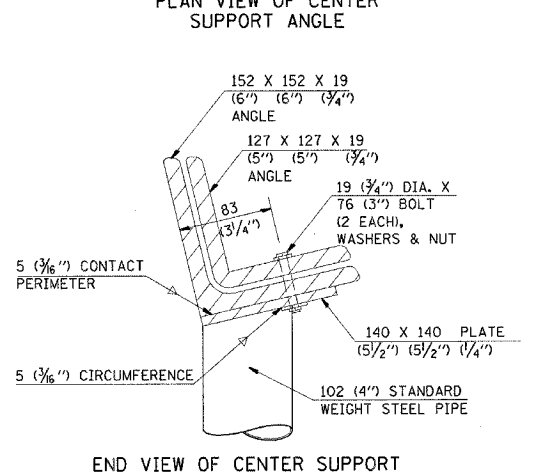 PLAN VIEW OF CENTER
SUPPORT ANGLE
152 X 152 X 19
(6") (6") (3/4")
ANGLE
127 X 127 X 19
(5") (5") (3/4")
ANGLE
83
(3 1/4")
19 (3/4") DIA. X
76 (3") BOLT
(2 EACH),
WASHERS & NUT
5 (3/16") CONTACT
PERIMETER
140 X 140 PLATE
(5 1/2") (5 1/2") (1/4")
5 (3/16") CIRCUMFERENCE
102 (4") STANDARD
WEIGHT STEEL PIPE
END VIEW OF CENTER SUPPORT